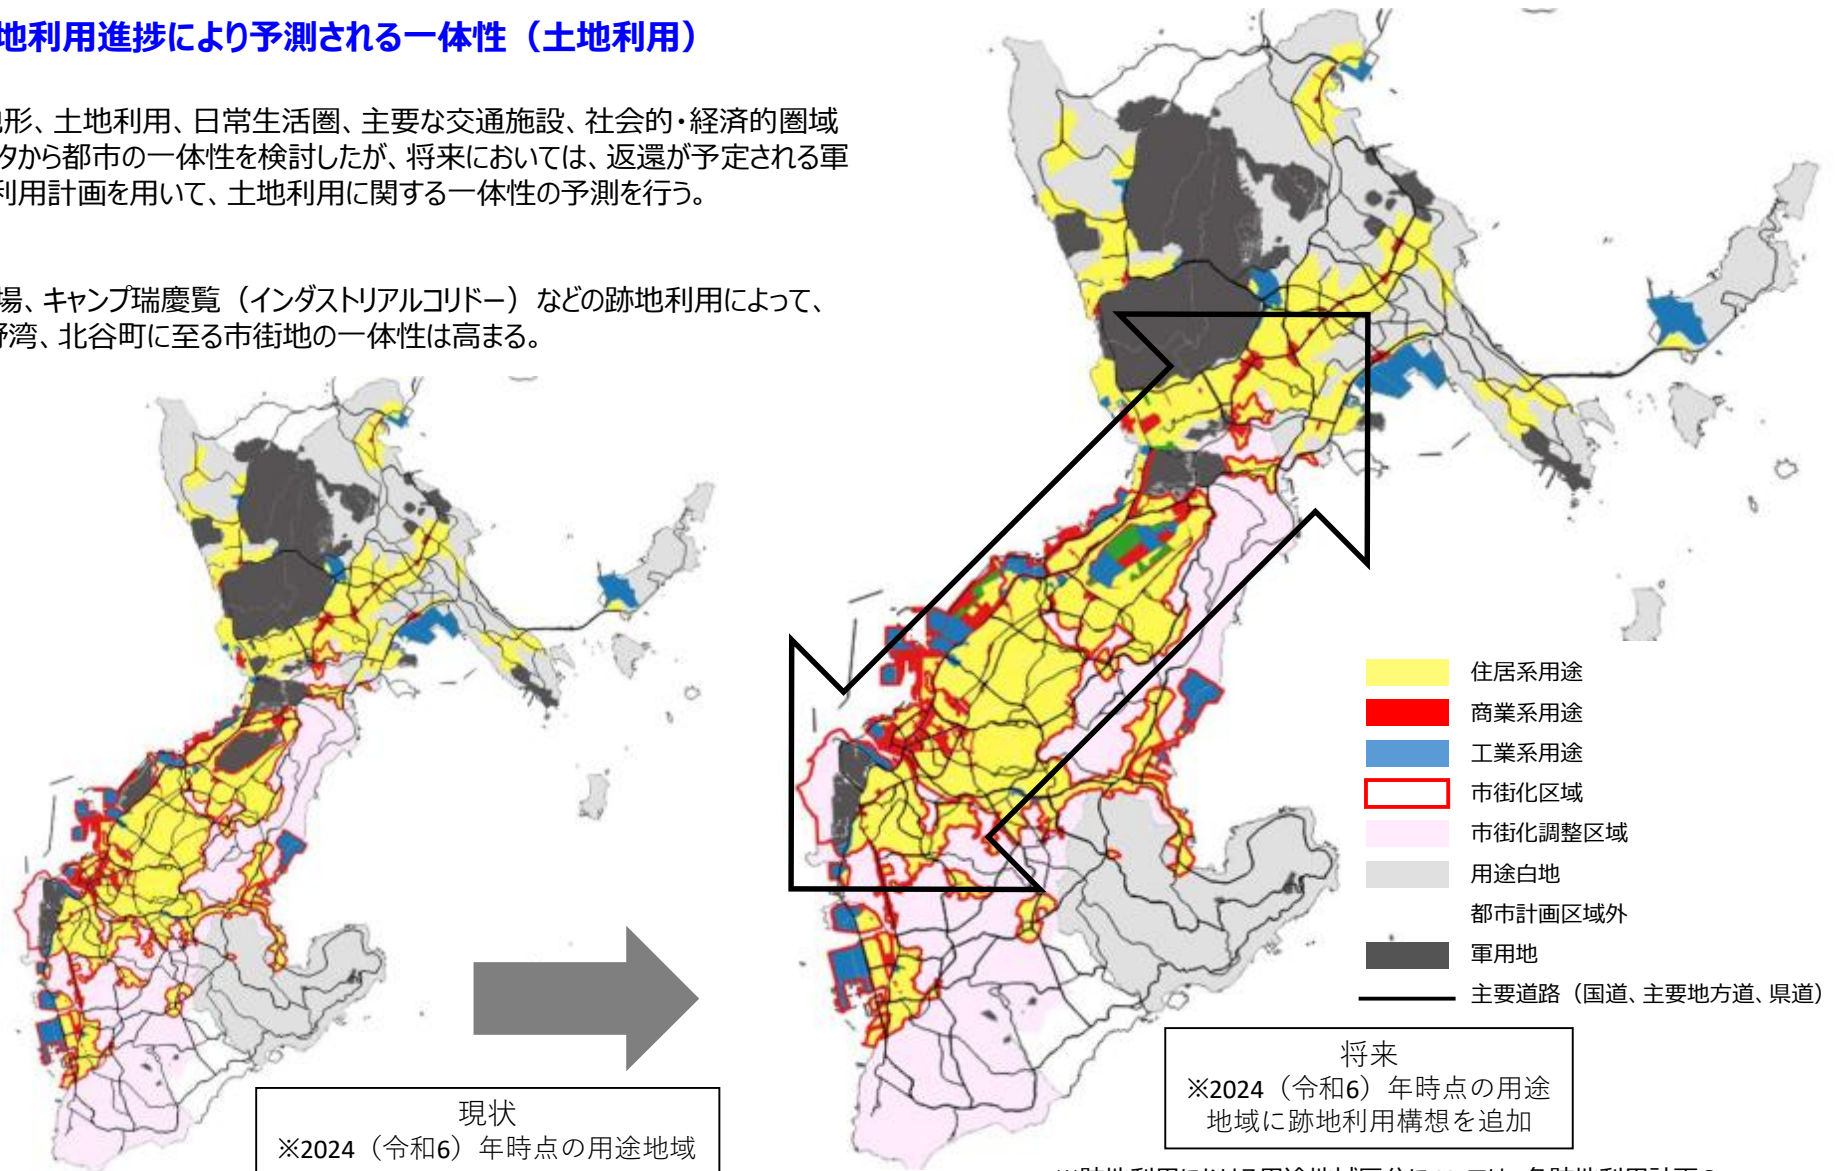 地利用進捗により予測される一体性（土地利用）
地形、土地利用、日常生活圏、主要な交通施設、社会的・経済的圏域
タから都市の一体性を検討したが、将来においては、返還が予定される軍
利用計画を用いて、土地利用に関する一体性の予測を行う。
場、キャンプ瑞慶覧（インダストリアルコリドー）などの跡地利用によって、
野湾、北谷町に至る市街地の一体性は高まる。
住居系用途
商業系用途
工業系用途
市街化区域
市街化調整区域
用途白地
都市計画区域外
軍用地
主要道路（国道、主要地方道、県道）
現状
※2024（令和6）年時点の用途地域
将来
※2024（令和6）年時点の用途
地域に跡地利用構想を追加